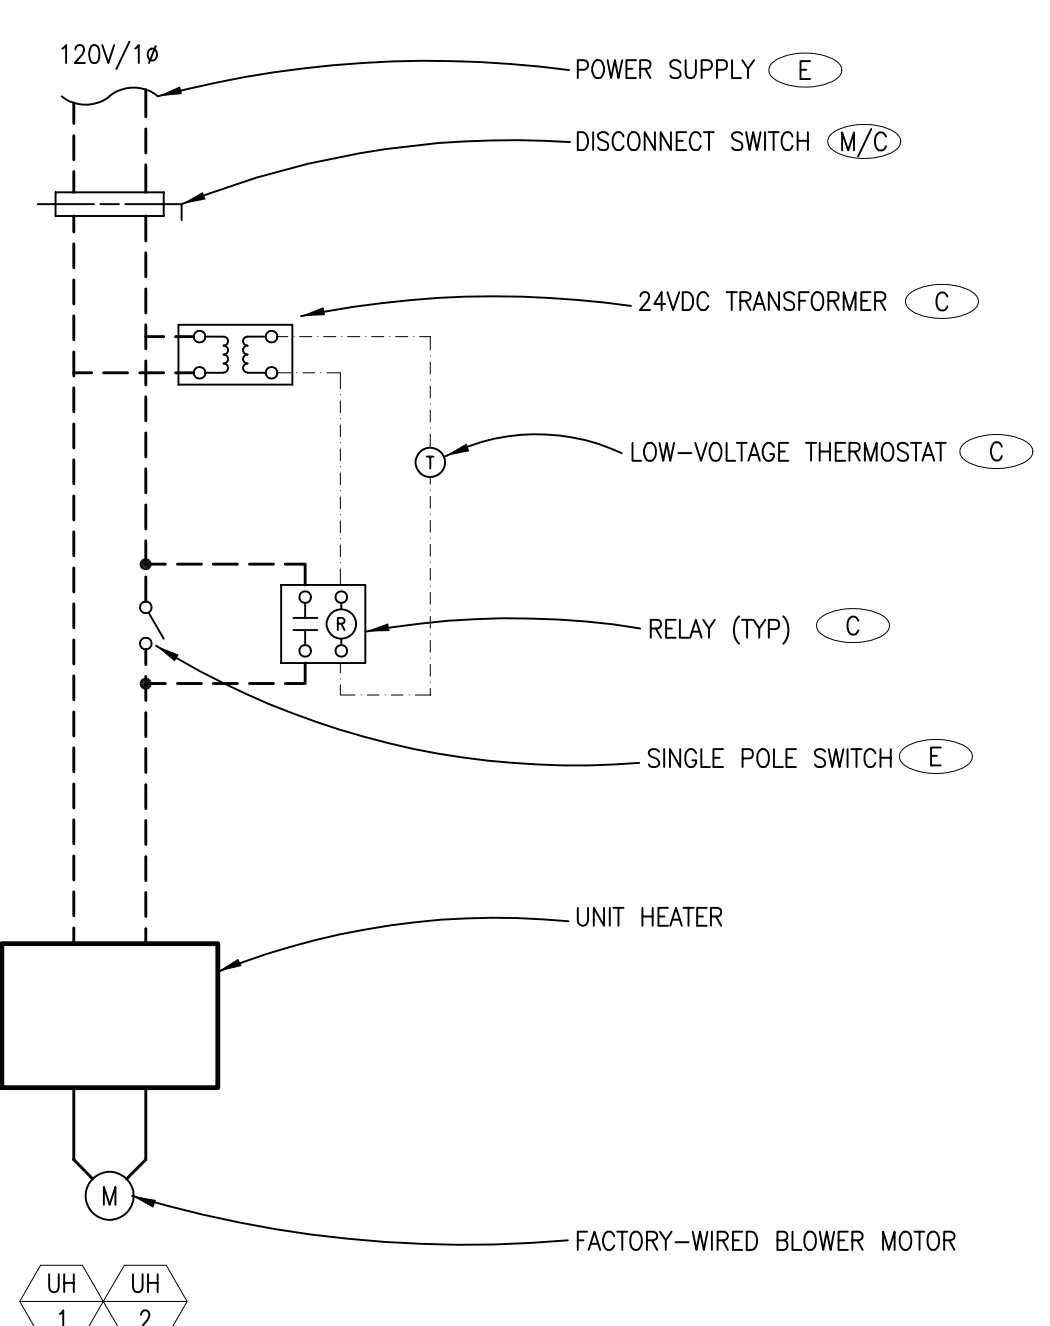 120V/1ø
POWER SUPPLY E
DISCONNECT SWITCH M/C
24VDC TRANSFORMER C
LOW-VOLTAGE THERMOSTAT C
T
R
RELAY (TYP) C
SINGLE POLE SWITCH E
UNIT HEATER
M
FACTORY-WIRED BLOWER MOTOR
UH UH
1 2